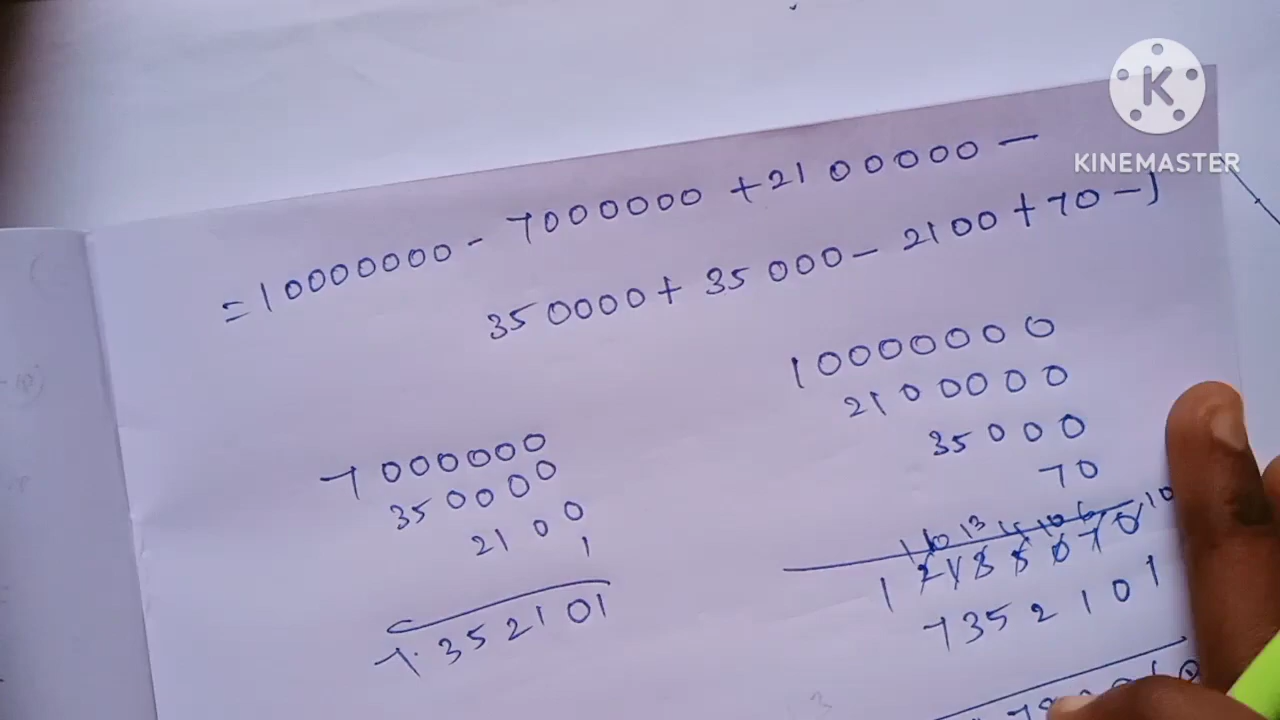 =10000000 - 7000000 + 2100000 -
350000 + 35000 - 2100 + 70 - 1
7000000
350000
2100
1
7352101
10000000
2100000
35000
70
12135070
7352101
K
KINEMASTER